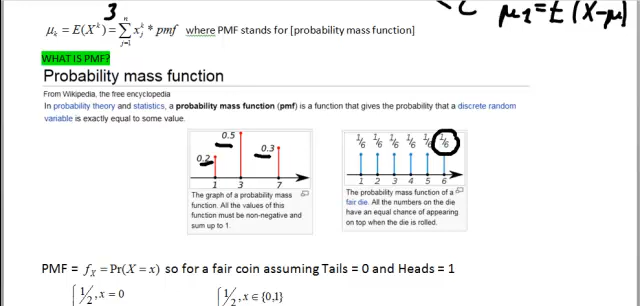 3
μ₁=E(X-μ)
μₖ = E(Xᵏ) = ∑ⱼ₌₁ⁿ xⱼᵏ * pmf where PMF stands for [probability mass function]
WHAT IS PMF?
Probability mass function
From Wikipedia, the free encyclopedia
In probability theory and statistics, a probability mass function (pmf) is a function that gives the probability that a discrete random
variable is exactly equal to some value.
0.5
0.2 0.3
1 3 7
The graph of a probability mass
function. All the values of this
function must be non-negative and
sum up to 1.
1/6 1/6 1/6 1/6 1/6 1/6
1 2 3 4 5 6
The probability mass function of a
fair die. All the numbers on the die
have an equal chance of appearing
on top when the die is rolled.
PMF = fₓ = Pr(X = x) so for a fair coin assuming Tails = 0 and Heads = 1
{1/2, x = 0 {1/2, x ∈ {0,1}